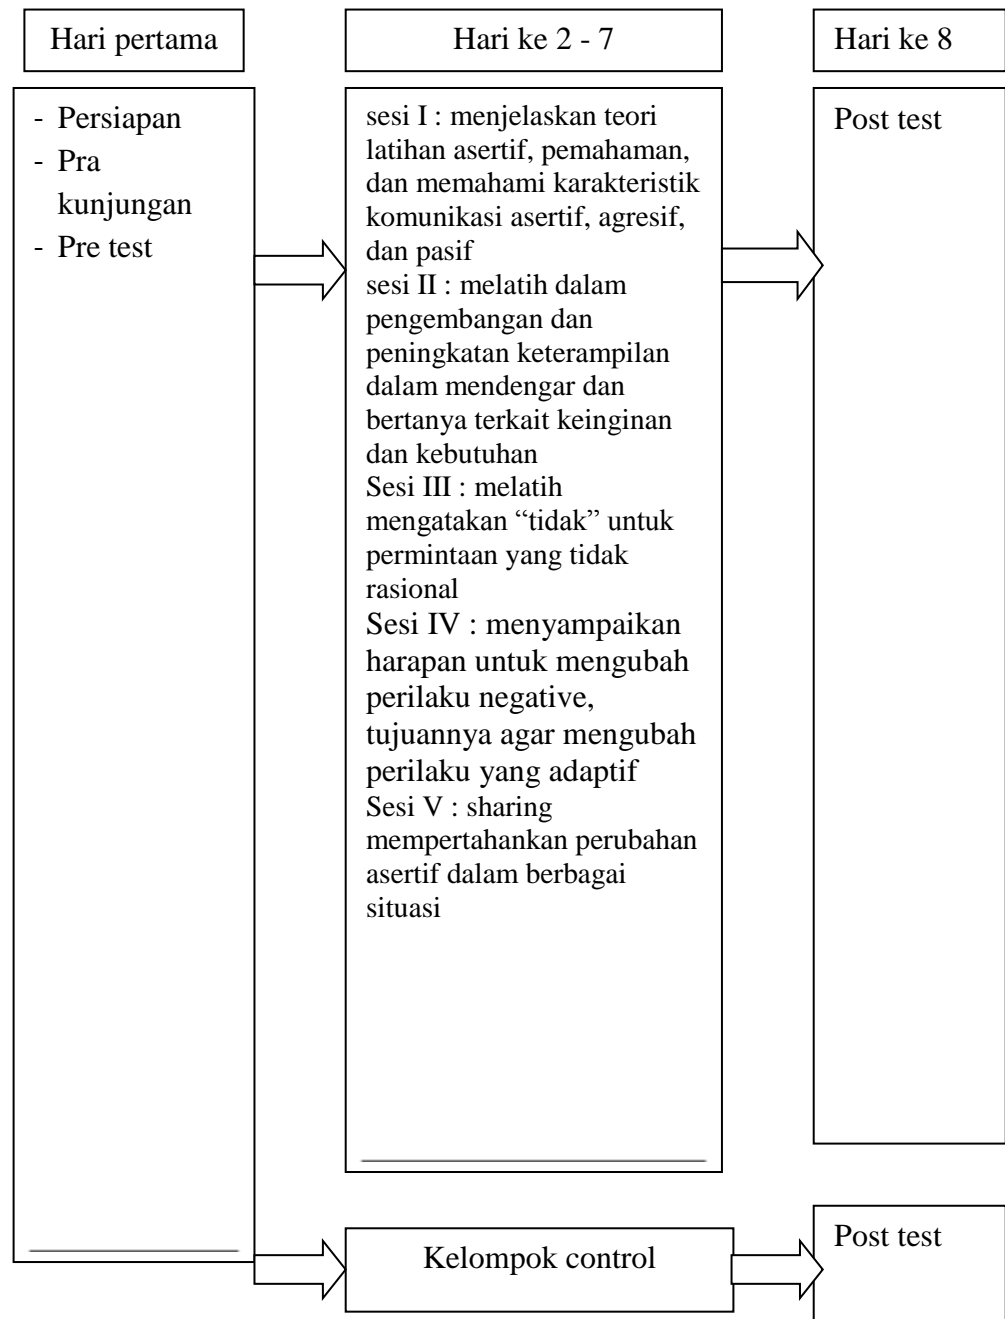 Hari pertama
Hari ke 2 - 7
Hari ke 8
- Persiapan
- Pra
kunjungan
- Pre test
sesi I : menjelaskan teori
latihan asertif, pemahaman,
dan memahami karakteristik
komunikasi asertif, agresif,
dan pasif
sesi II : melatih dalam
pengembangan dan
peningkatan keterampilan
dalam mendengar dan
bertanya terkait keinginan
dan kebutuhan
Sesi III : melatih
mengatakan “tidak” untuk
permintaan yang tidak
rasional
Sesi IV : menyampaikan
harapan untuk mengubah
perilaku negative,
tujuannya agar mengubah
perilaku yang adaptif
Sesi V : sharing
mempertahankan perubahan
asertif dalam berbagai
situasi
Post test
Kelompok control
Post test